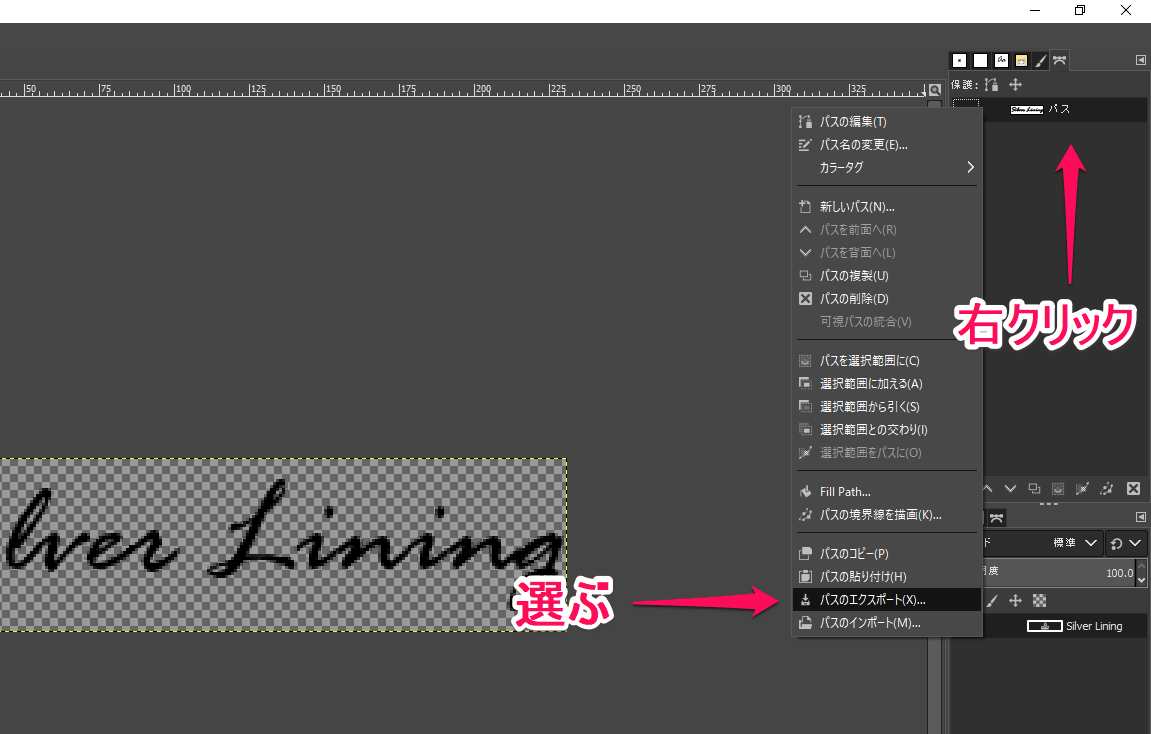 50 75 100 125 150 175 200 225 250 275 300 325
保護:
Silver Lining パス
パスの編集(T)
パス名の変更(E)...
カラータグ
新しいパス(N)...
パスを前面へ(R)
パスを背面へ(L)
パスの複製(U)
パスの削除(D)
可視パスの統合(V)
右クリック
パスを選択範囲に(C)
選択範囲に加える(A)
選択範囲から引く(S)
選択範囲との交わり(I)
選択範囲をパスに(O)
Fill Path...
パスの境界線を描画(K)...
パスのコピー(P)
パスの貼り付け(H)
パスのエクスポート(X)...
パスのインポート(M)...
ド 標準
明度 100.0
lver Lining
選ぶ
Silver Lining